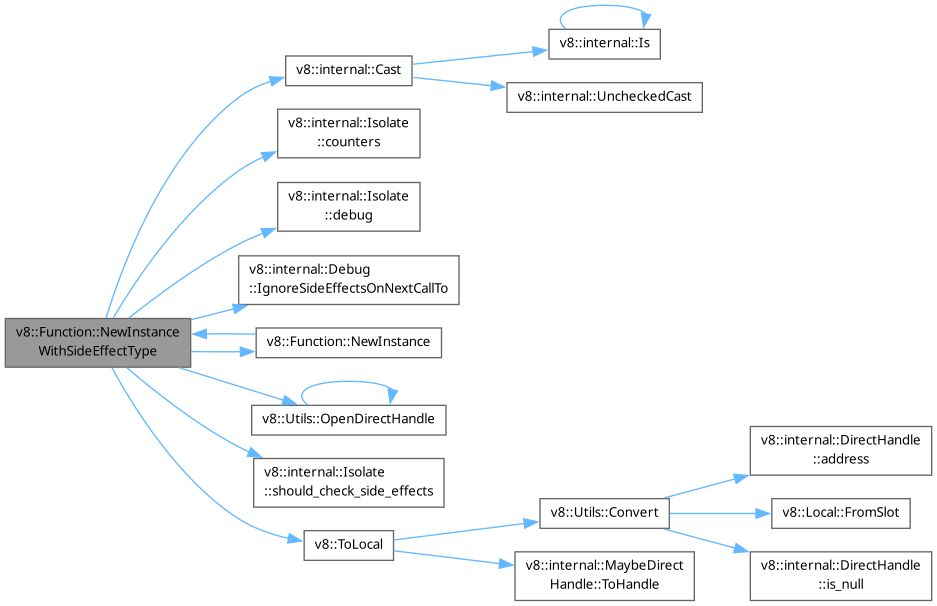 v8::internal::Is
v8::internal::Cast
v8::internal::UncheckedCast
v8::internal::Isolate
::counters
v8::internal::Isolate
::debug
v8::internal::Debug
::IgnoreSideEffectsOnNextCallTo
v8::Function::NewInstance
WithSideEffectType
v8::Function::NewInstance
v8::Utils::OpenDirectHandle
v8::internal::Isolate
::should_check_side_effects
v8::ToLocal
v8::Utils::Convert
v8::internal::MaybeDirect
Handle::ToHandle
v8::internal::DirectHandle
::address
v8::Local::FromSlot
v8::internal::DirectHandle
::is_null